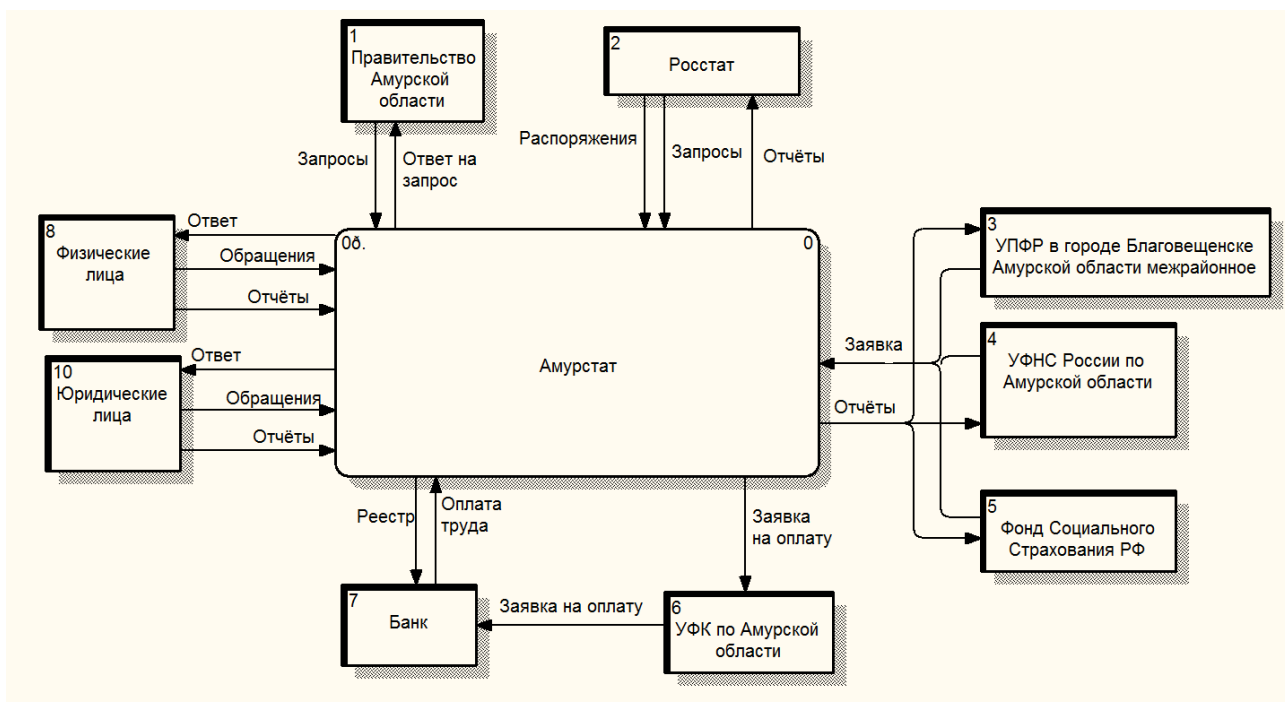 1
Правительство
Амурской
области
2
Росстат
Запросы
Ответ на
запрос
Распоряжения
Запросы
Отчёты
8
Физические
лица
Ответ
Обращения
Отчёты
10
Юридические
лица
Ответ
Обращения
Отчёты
0ð.
0
Амурстат
3
УПФР в городе Благовещенске
Амурской области межрайонное
Заявка
Отчёты
4
УФНС России по
Амурской области
5
Фонд Социального
Страхования РФ
Реестр
Оплата
труда
Заявка
на оплату
7
Банк
Заявка на оплату
6
УФК по Амурской
области